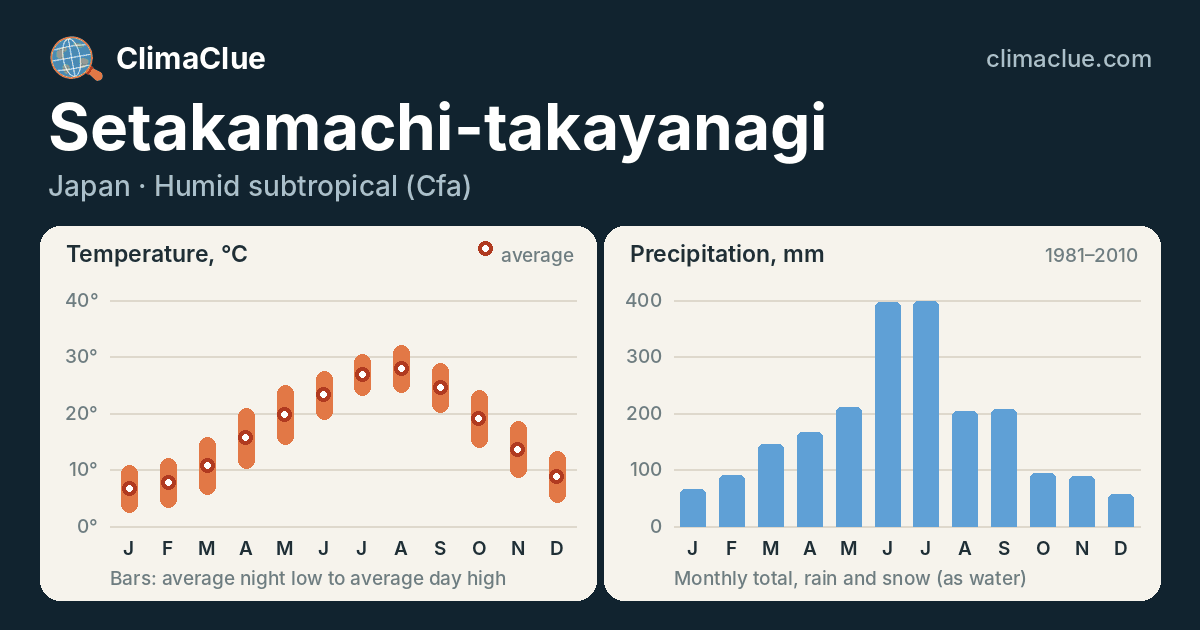 ClimaClue
climaclue.com
Setakamachi-takayanagi
Japan · Humid subtropical (Cfa)
Temperature, °C
average
40°
30°
20°
10°
0°
J F M A M J J A S O N D
Bars: average night low to average day high
Precipitation, mm
1981–2010
400
300
200
100
0
J F M A M J J A S O N D
Monthly total, rain and snow (as water)